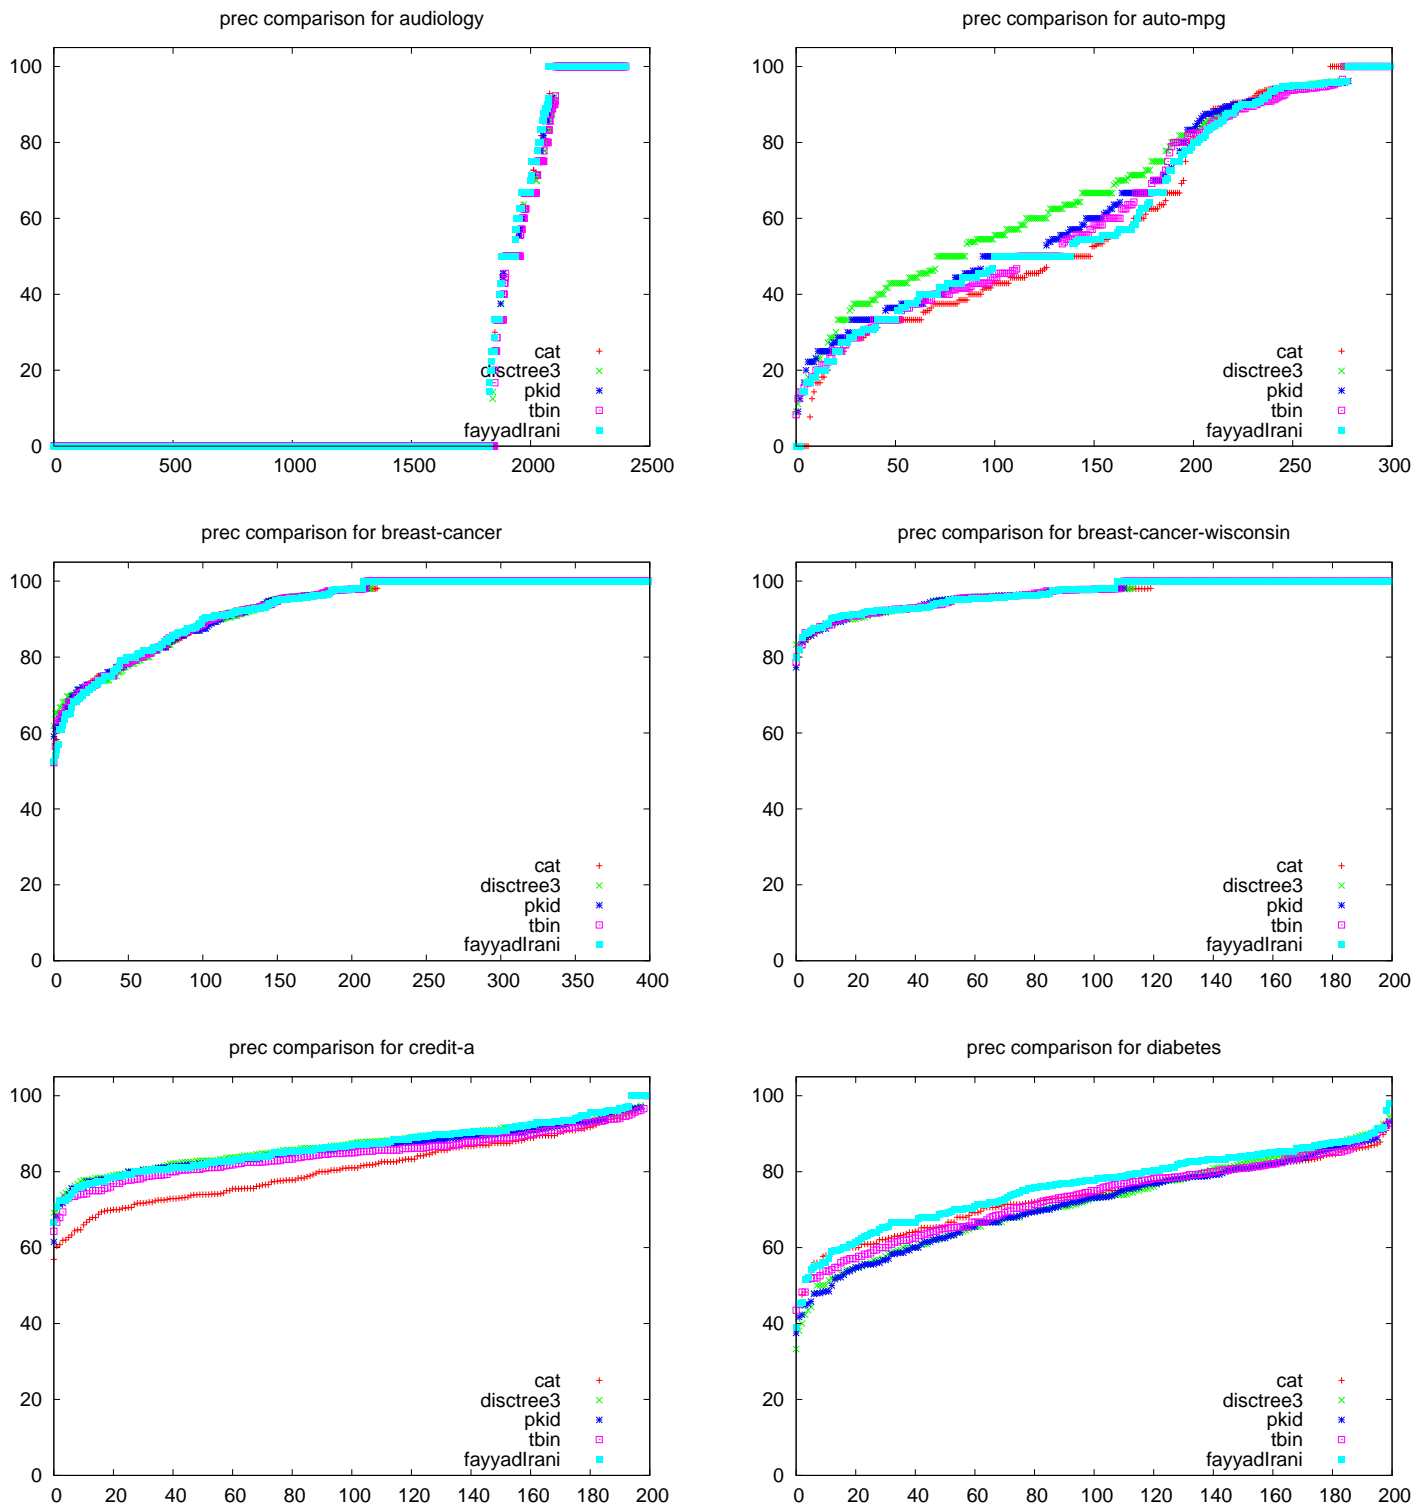 prec comparison for audiology
100
80
60
40
20
0
cat
disctree3
pkid
tbin
fayyadIrani
0 500 1000 1500 2000 2500
prec comparison for auto-mpg
100
80
60
40
20
0
cat
disctree3
pkid
tbin
fayyadIrani
0 50 100 150 200 250 300
prec comparison for breast-cancer
100
80
60
40
20
0
cat
disctree3
pkid
tbin
fayyadIrani
0 50 100 150 200 250 300 350 400
prec comparison for breast-cancer-wisconsin
100
80
60
40
20
0
cat
disctree3
pkid
tbin
fayyadIrani
0 20 40 60 80 100 120 140 160 180 200
prec comparison for credit-a
100
80
60
40
20
0
cat
disctree3
pkid
tbin
fayyadIrani
0 20 40 60 80 100 120 140 160 180 200
prec comparison for diabetes
100
80
60
40
20
0
cat
disctree3
pkid
tbin
fayyadIrani
0 20 40 60 80 100 120 140 160 180 200